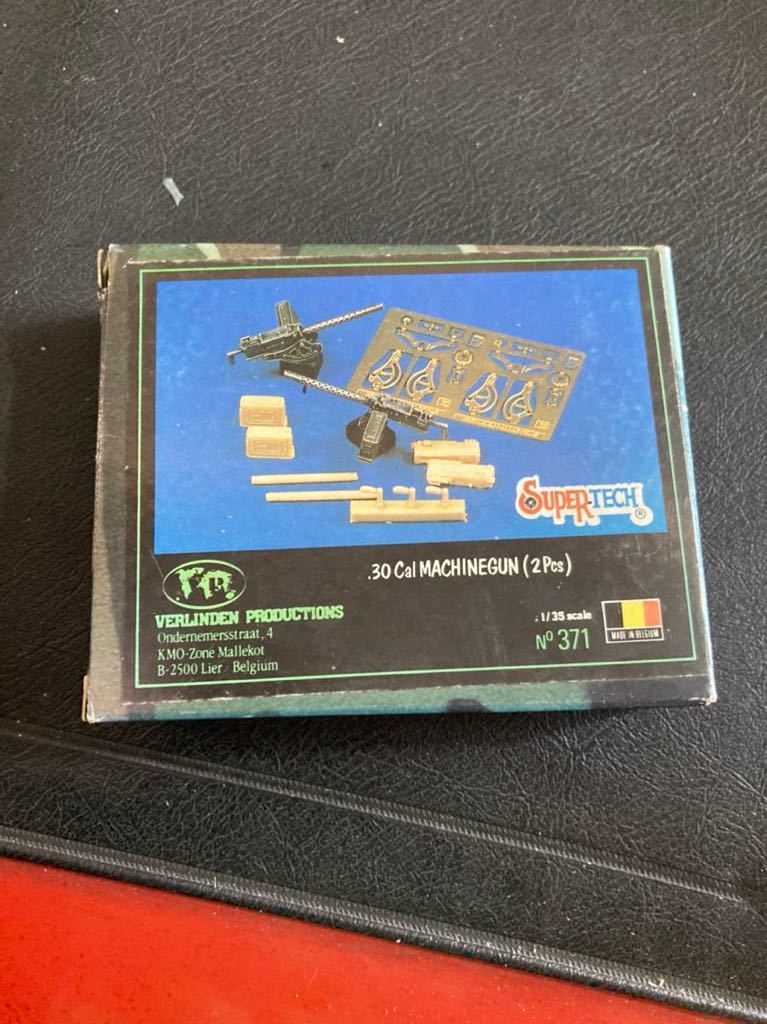 SUPER-TECH ®
.30 Cal MACHINEGUN (2 Pcs)
VERLINDEN PRODUCTIONS
Ondernemersstraat, 4
KMO-Zone Mallekot
B-2500 Lier / Belgium
1/35 scale
Nº 371
MADE IN BELGIUM